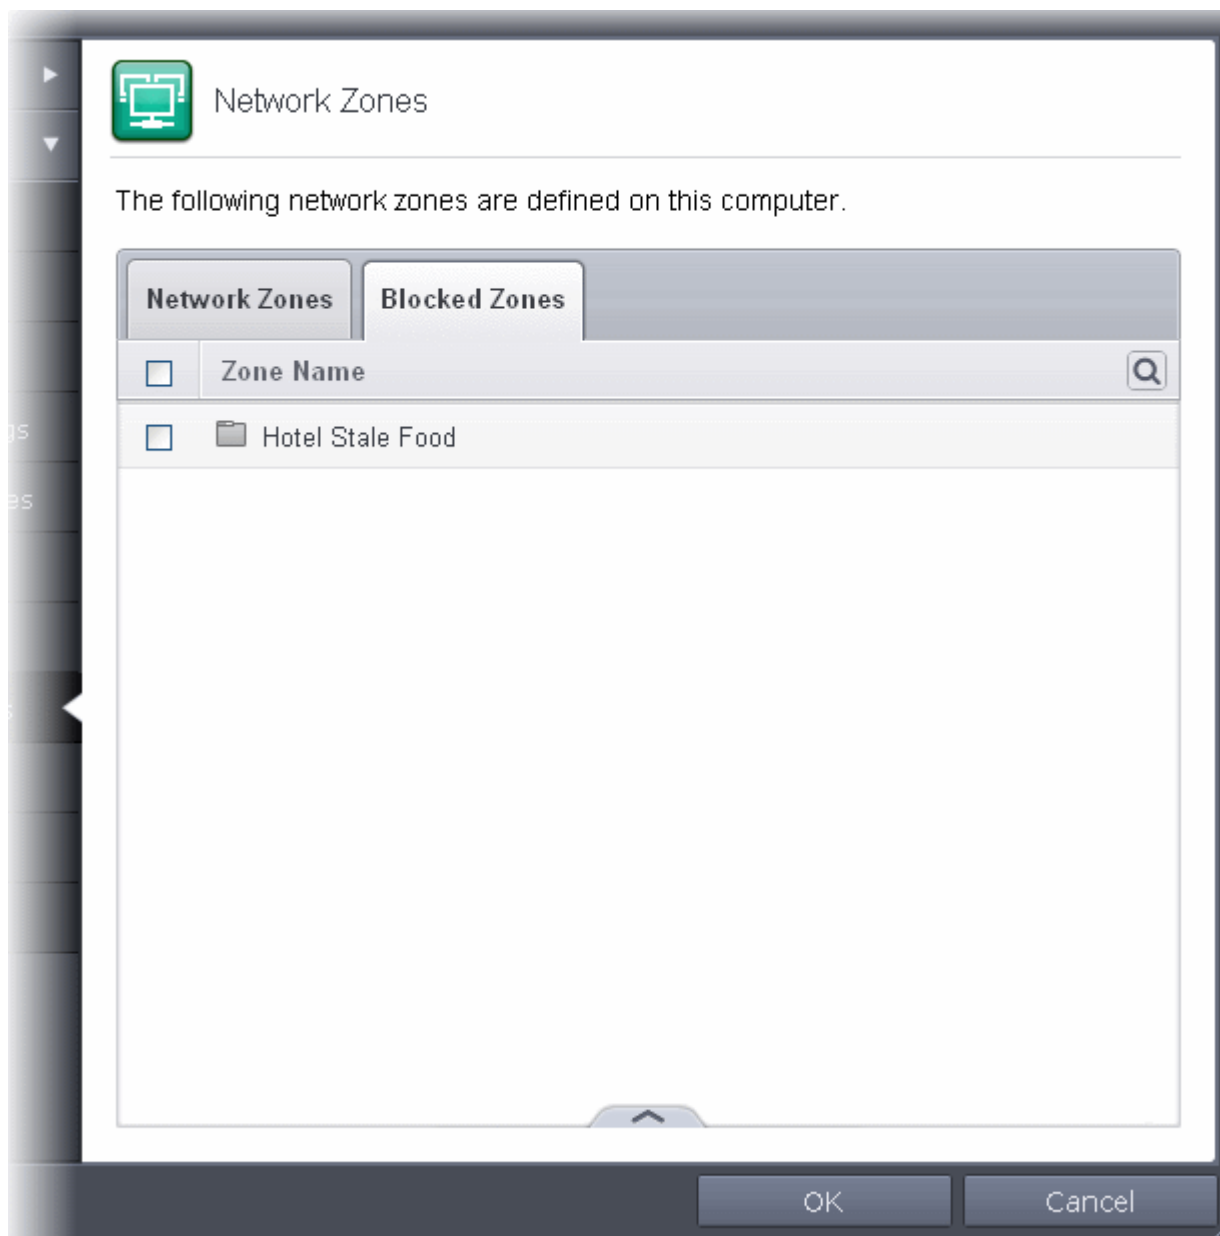 Network Zones
The following network zones are defined on this computer.
Network Zones
Blocked Zones
Zone Name
Hotel Stale Food
OK
Cancel